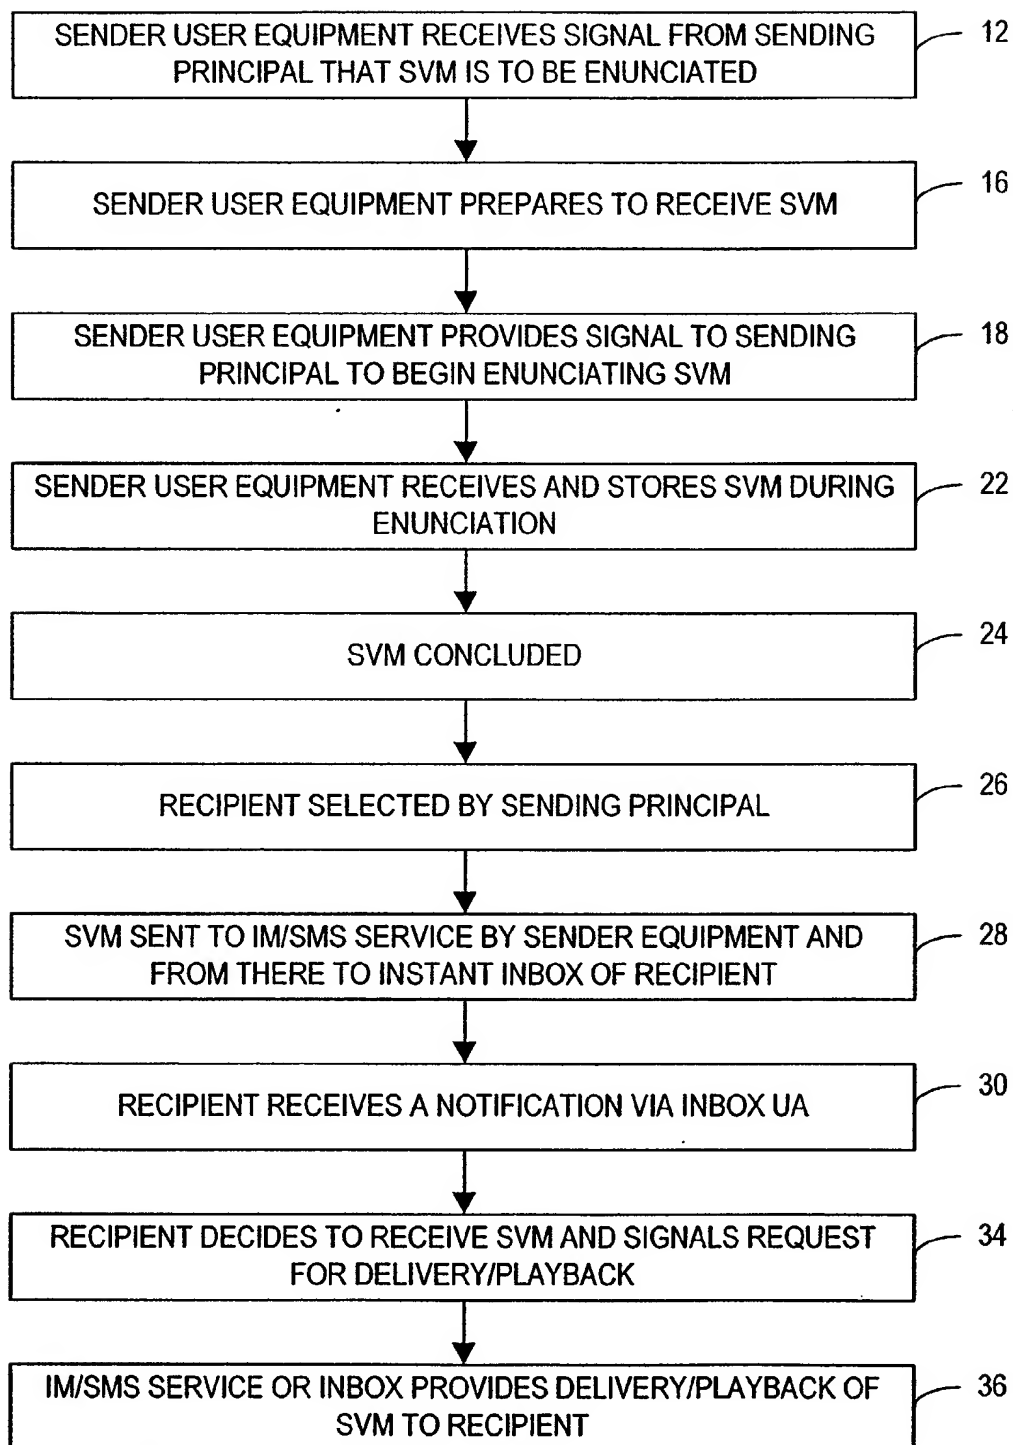 SENDER USER EQUIPMENT RECEIVES SIGNAL FROM SENDING
PRINCIPAL THAT SVM IS TO BE ENUNCIATED
12
SENDER USER EQUIPMENT PREPARES TO RECEIVE SVM
16
SENDER USER EQUIPMENT PROVIDES SIGNAL TO SENDING
PRINCIPAL TO BEGIN ENUNCIATING SVM
18
SENDER USER EQUIPMENT RECEIVES AND STORES SVM DURING
ENUNCIATION
22
SVM CONCLUDED
24
RECIPIENT SELECTED BY SENDING PRINCIPAL
26
SVM SENT TO IM/SMS SERVICE BY SENDER EQUIPMENT AND
FROM THERE TO INSTANT INBOX OF RECIPIENT
28
RECIPIENT RECEIVES A NOTIFICATION VIA INBOX UA
30
RECIPIENT DECIDES TO RECEIVE SVM AND SIGNALS REQUEST
FOR DELIVERY/PLAYBACK
34
IM/SMS SERVICE OR INBOX PROVIDES DELIVERY/PLAYBACK OF
SVM TO RECIPIENT
36